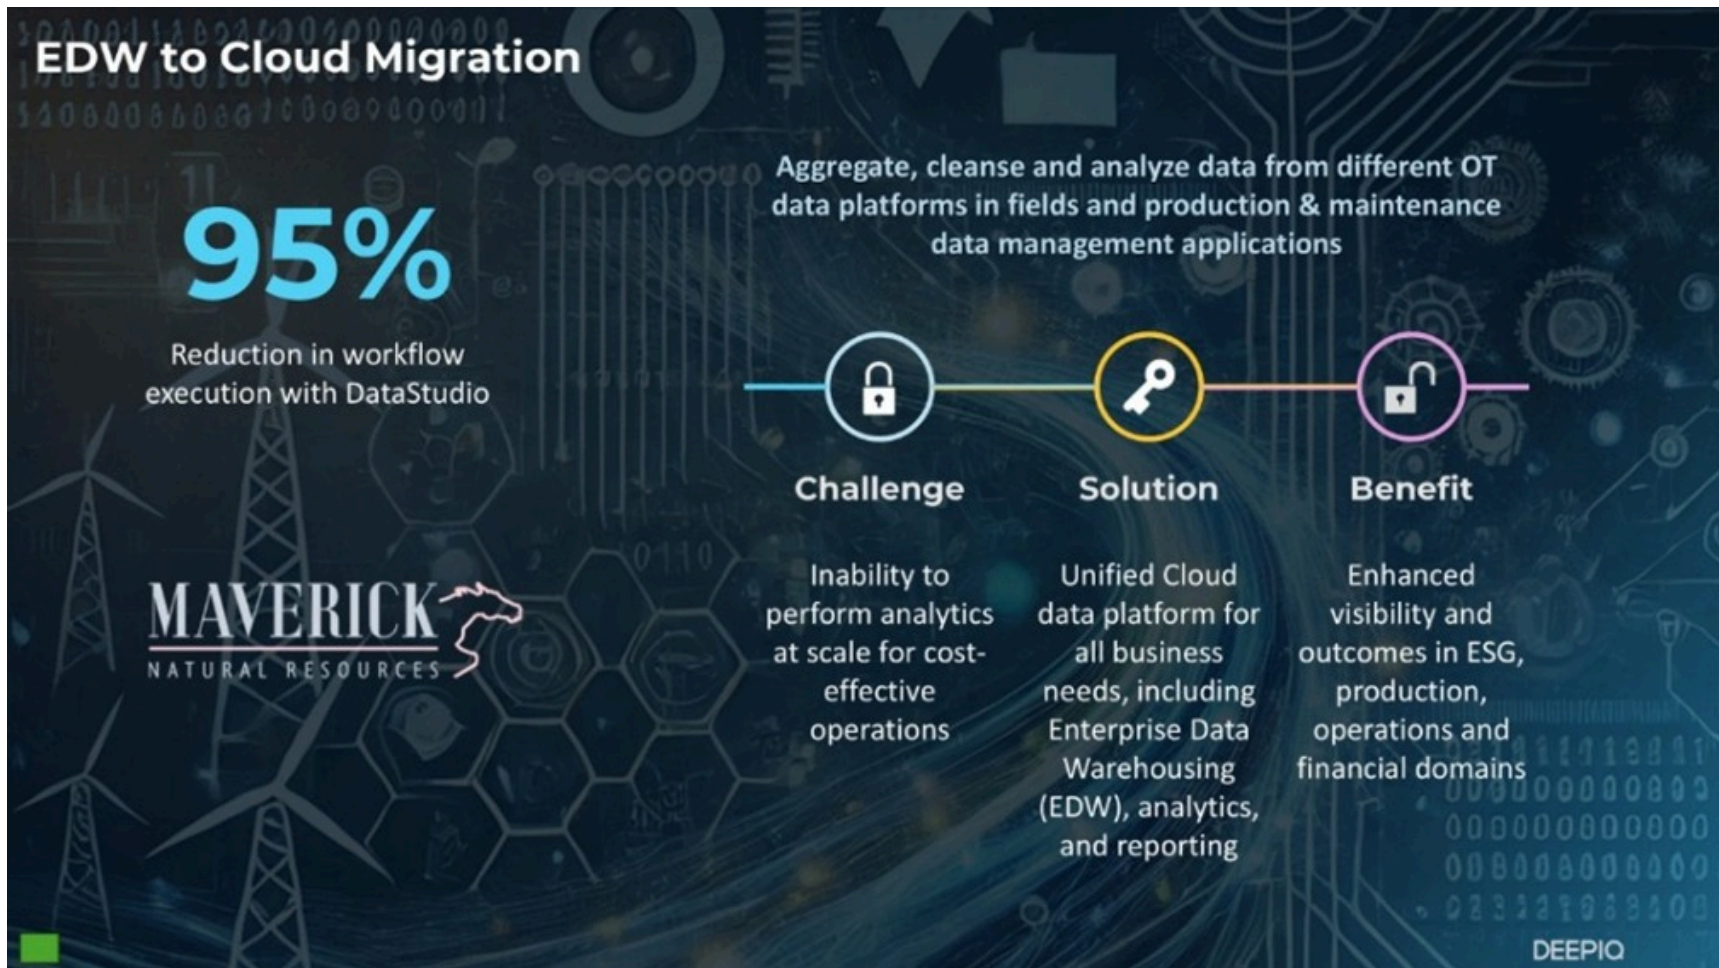 EDW to Cloud Migration
95%
Reduction in workflow
execution with DataStudio
MAVERICK
NATURAL RESOURCES
Aggregate, cleanse and analyze data from different OT
data platforms in fields and production & maintenance
data management applications
Challenge
Inability to
perform analytics
at scale for cost-
effective
operations
Solution
Unified Cloud
data platform for
all business
needs, including
Enterprise Data
Warehousing
(EDW), analytics,
and reporting
Benefit
Enhanced
visibility and
outcomes in ESG,
production,
operations and
financial domains
DEEPIQ